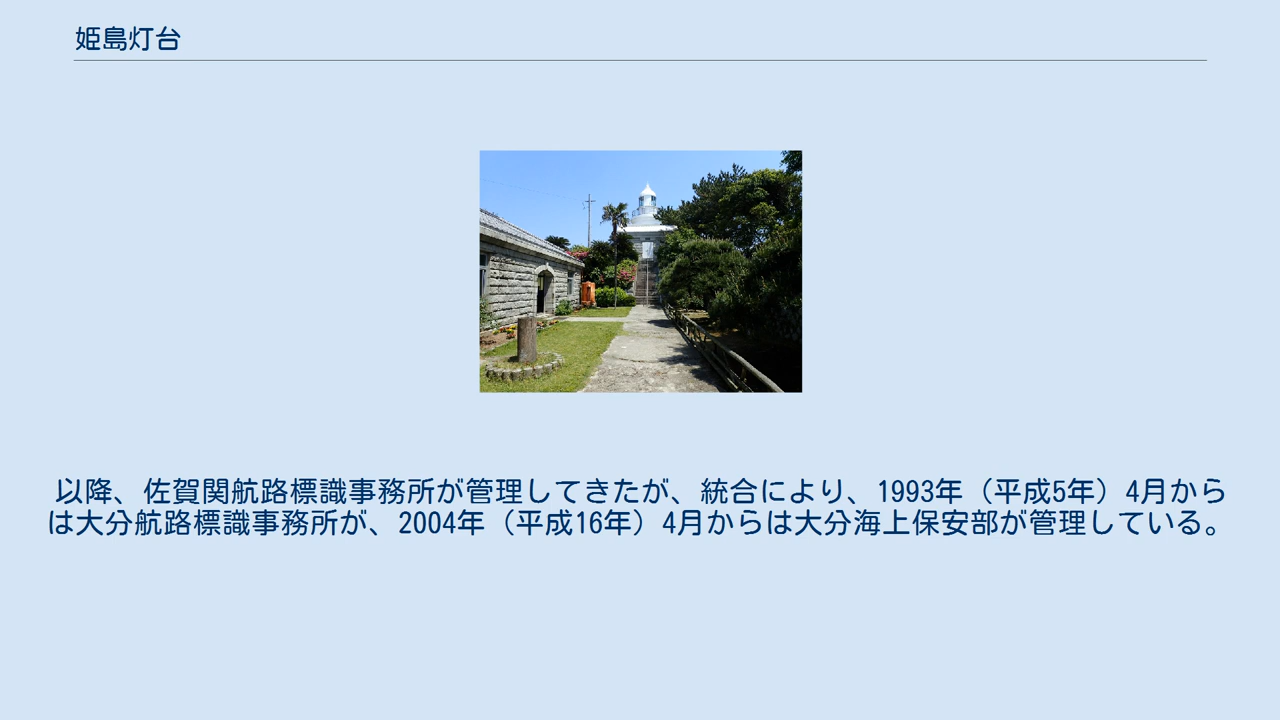 姫島灯台
以降、佐賀関航路標識事務所が管理してきたが、統合により、1993年（平成5年）4月から
は大分航路標識事務所が、2004年（平成16年）4月からは大分海上保安部が管理している。